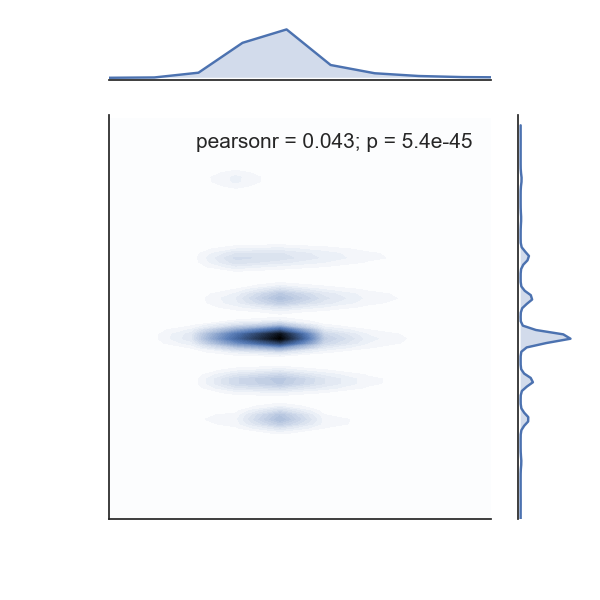 pearsonr = 0.043; p = 5.4e-45